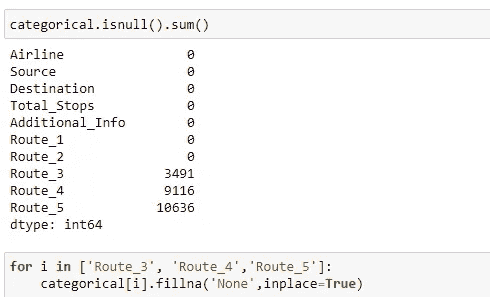 categorical.isnull().sum()
Airline 0
Source 0
Destination 0
Total_Stops 0
Additional_Info 0
Route_1 0
Route_2 0
Route_3 3491
Route_4 9116
Route_5 10636
dtype: int64
for i in ['Route_3', 'Route_4','Route_5']:
    categorical[i].fillna('None',inplace=True)